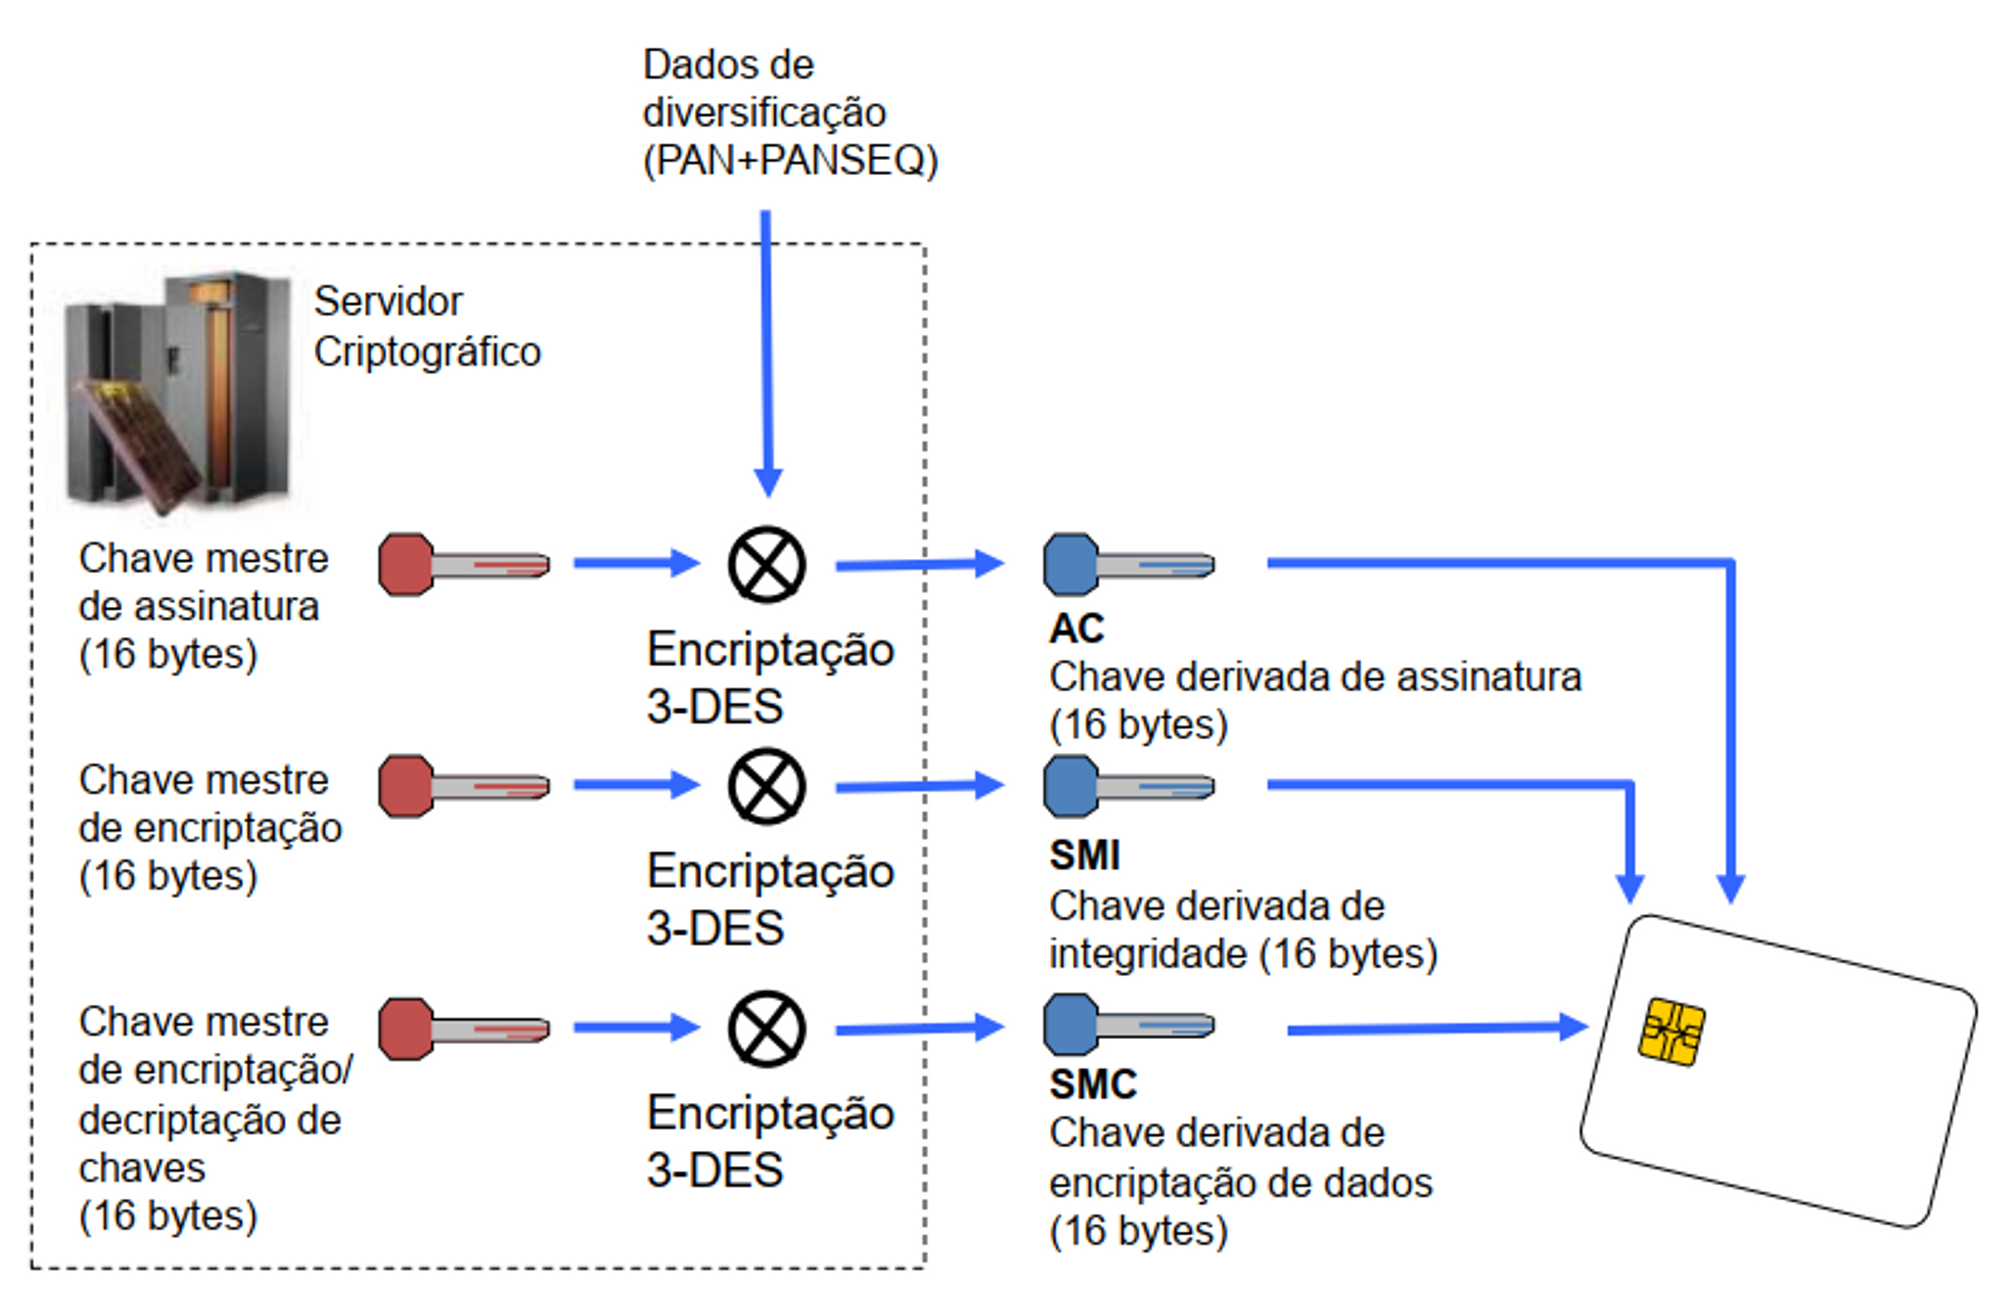 Dados de
diversificação
(PAN+PANSEQ)
Servidor
Criptográfico
Chave mestre
de assinatura
(16 bytes)
Encriptação
3-DES
AC
Chave derivada de assinatura
(16 bytes)
Chave mestre
de encriptação
(16 bytes)
Encriptação
3-DES
SMI
Chave derivada de
integridade (16 bytes)
Chave mestre
de encriptação/
decriptação de
chaves
(16 bytes)
Encriptação
3-DES
SMC
Chave derivada de
encriptação de dados
(16 bytes)